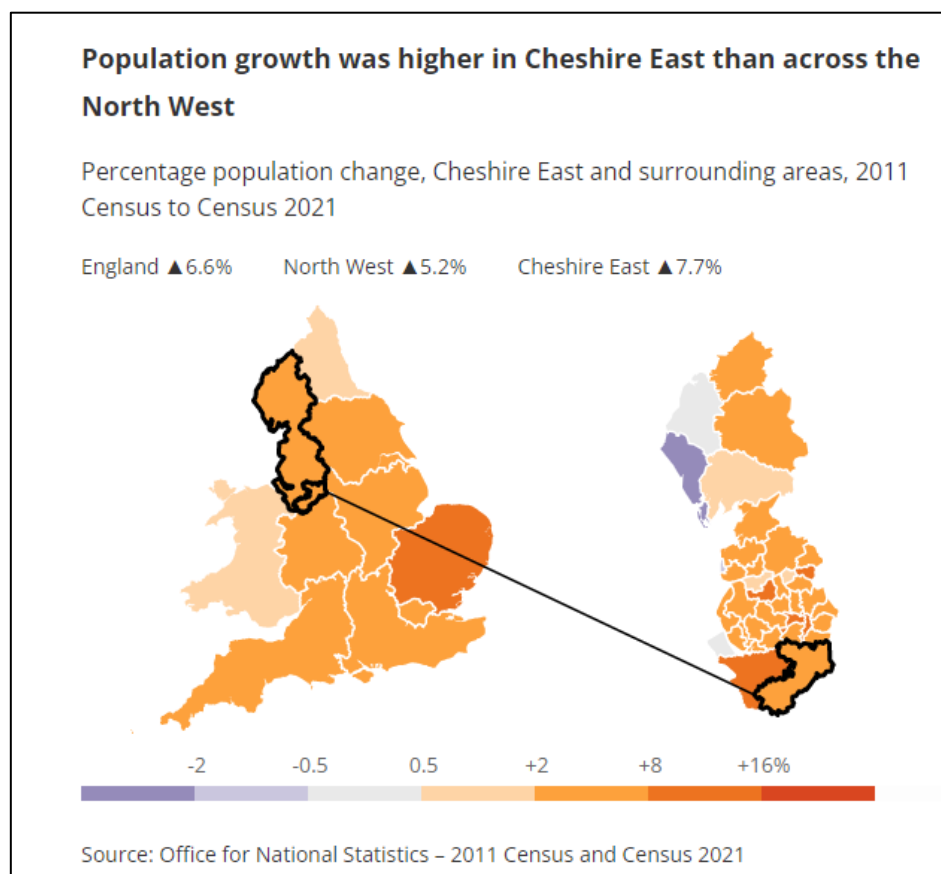 Population growth was higher in Cheshire East than across the
North West
Percentage population change, Cheshire East and surrounding areas, 2011
Census to Census 2021
England ▲6.6% North West ▲5.2% Cheshire East ▲7.7%
-2 -0.5 0.5 +2 +8 +16%
Source: Office for National Statistics – 2011 Census and Census 2021